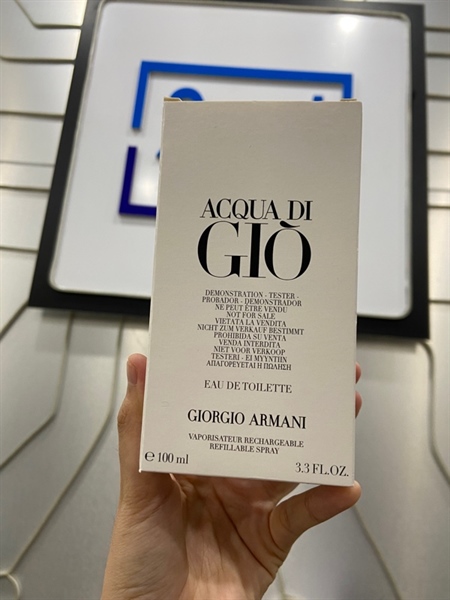 ACQUA DI
GIÒ
DEMONSTRATION - TESTER -
PROBADOR - DEMONSTRADOR
NE PEUT ÊTRE VENDU
NOT FOR SALE
VIETATA LA VENDITA
NICHT ZUM VERKAUF BESTIMMT
PROHIBIDA SU VENTA
VENDA INTERDITA
NIET VOOR VERKOOP
TESTERI - EI MYYNTIIN
ΑΠΑΓΟΡΕΥΕΤΑΙ Η ΠΩΛΗΣΗ
EAU DE TOILETTE
GIORGIO ARMANI
VAPORISATEUR RECHARGEABLE
REFILLABLE SPRAY
e 100 ml
3.3 FL.OZ.